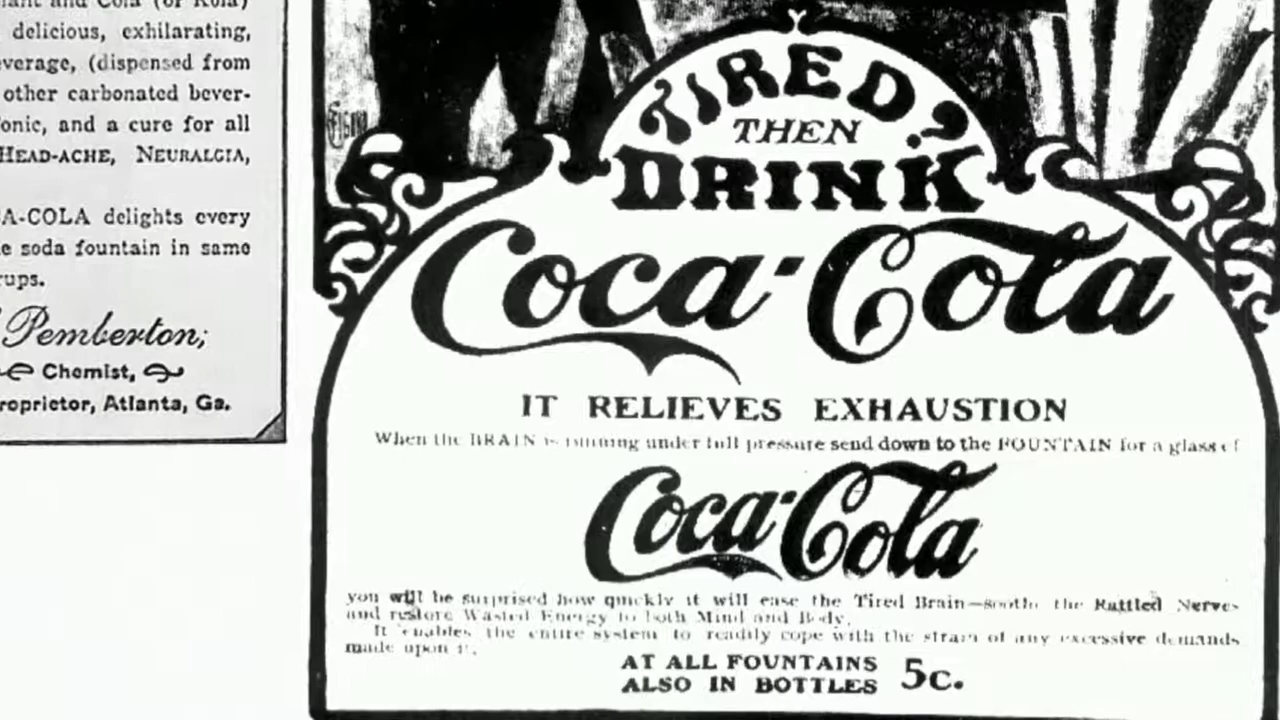 and Cola (or Kola)
delicious, exhilarating,
everage, (dispensed from
other carbonated bever-
onic, and a cure for all
HEAD-ACHE, NEURALGIA,
A-COLA delights every
e soda fountain in same
rups.
Pemberton;
Chemist,
roprietor, Atlanta, Ga.
TIRED?
THEN
DRINK
Coca-Cola
IT RELIEVES EXHAUSTION
When the BRAIN is running under full pressure send down to the FOUNTAIN for a glass of
Coca-Cola
you will be surprised how quickly it will ease the Tired Brain—soothe the Rattled Nerves
and restore Wasted Energy to both Mind and Body.
It enables the entire system to readily cope with the strain of any excessive demands
made upon it.
AT ALL FOUNTAINS
ALSO IN BOTTLES 5c.